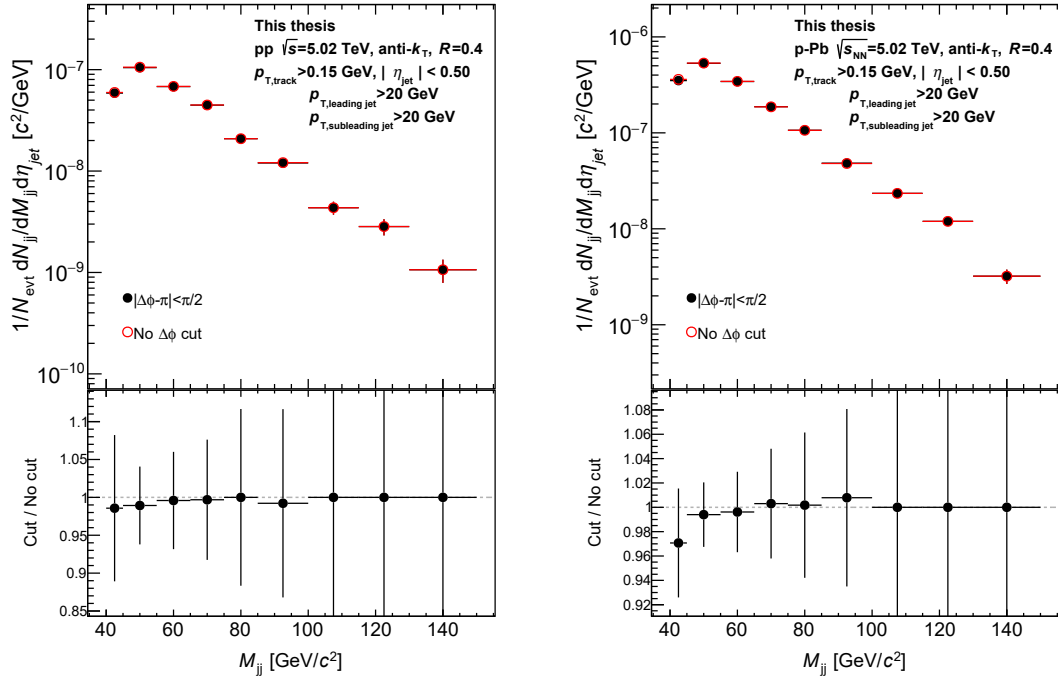 This thesis
pp √s=5.02 TeV, anti-kT, R=0.4
pT,track>0.15 GeV, | ηjet | < 0.50
pT,leading jet>20 GeV
pT,subleading jet>20 GeV
10⁻⁷
10⁻⁸
10⁻⁹
10⁻¹⁰
1/Nevt dNjj/dMjj dηjet [c²/GeV]
|Δϕ-π|<π/2
No Δϕ cut
1.1
1.05
1
0.95
0.9
0.85
Cut / No cut
40 60 80 100 120 140
Mjj [GeV/c²]
This thesis
p-Pb √sNN=5.02 TeV, anti-kT, R=0.4
pT,track>0.15 GeV, | ηjet | < 0.50
pT,leading jet>20 GeV
pT,subleading jet>20 GeV
10⁻⁶
10⁻⁷
10⁻⁸
10⁻⁹
1/Nevt dNjj/dMjj dηjet [c²/GeV]
|Δϕ-π|<π/2
No Δϕ cut
1.08
1.06
1.04
1.02
1.00
0.98
0.96
0.94
0.92
Cut / No cut
40 60 80 100 120 140
Mjj [GeV/c²]